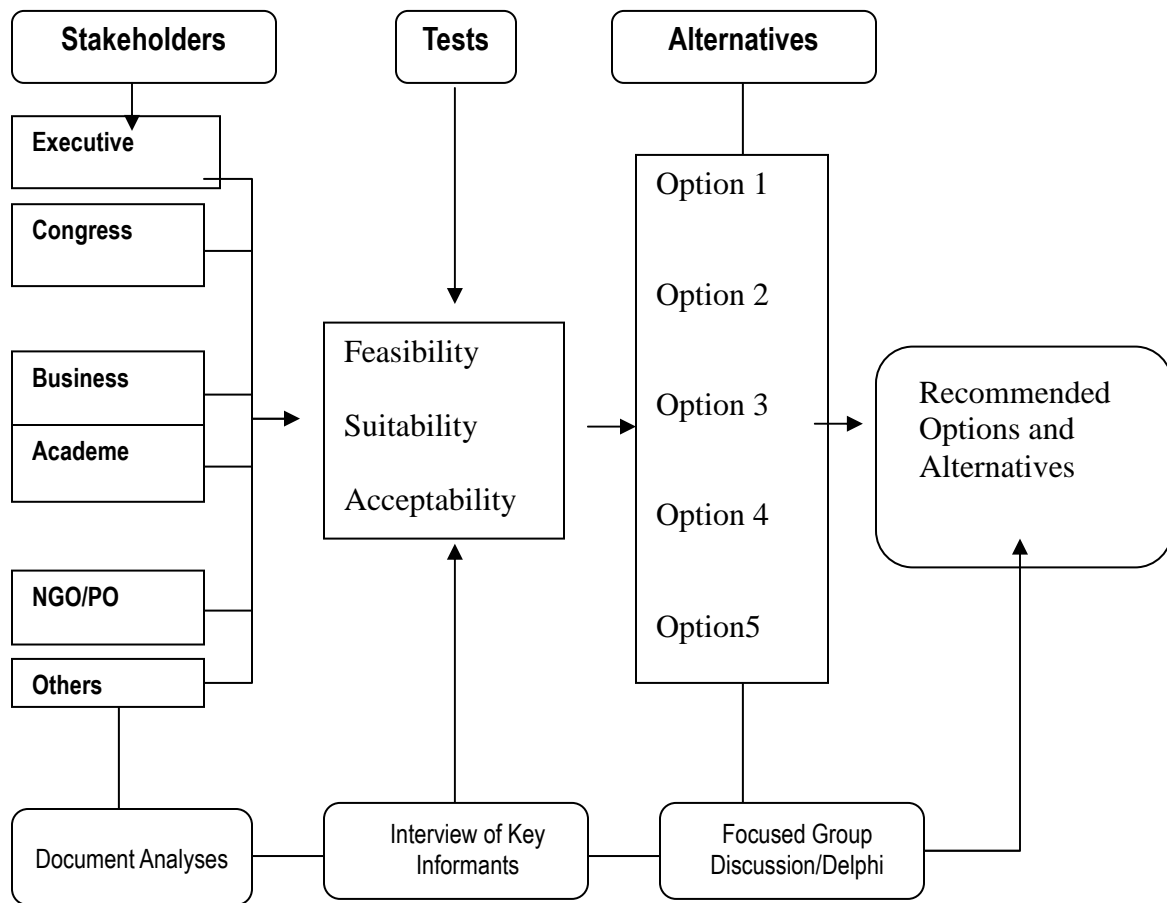 Stakeholders
Tests
Alternatives
Executive
Congress
Business
Academe
NGO/PO
Others
Feasibility
Suitability
Acceptability
Option 1
Option 2
Option 3
Option 4
Option5
Recommended
Options and
Alternatives
Document Analyses
Interview of Key
Informants
Focused Group
Discussion/Delphi